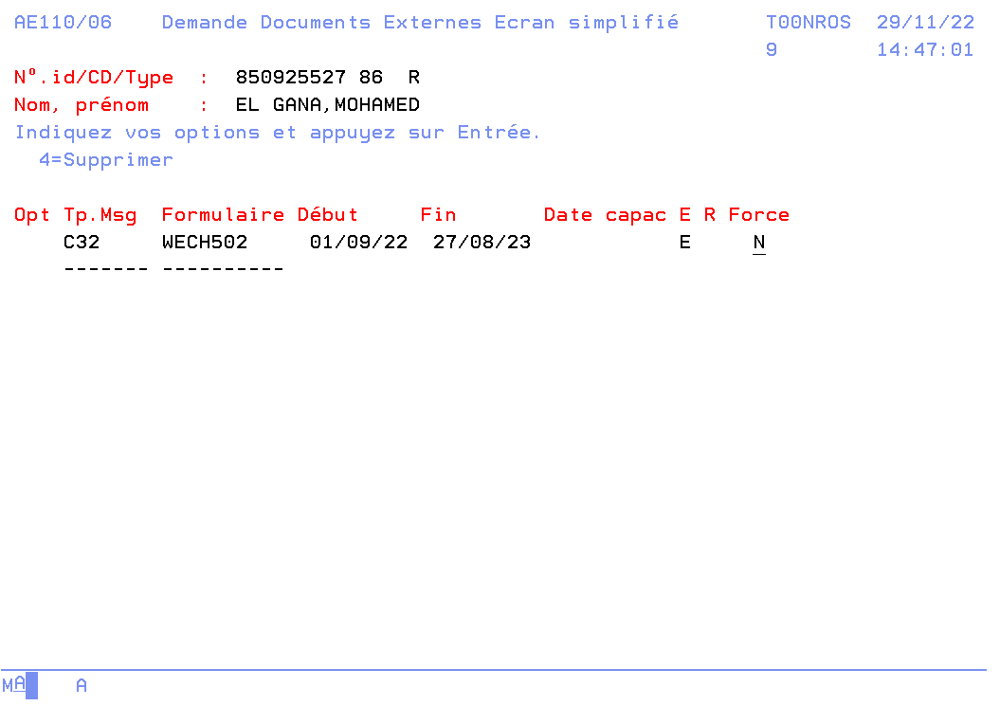 AE110/06    Demande Documents Externes Ecran simplifié       T00NROS  29/11/22
9        14:47:01
Nº.id/CD/Type  :  850925527 86  R
Nom, prénom    :  EL GANA,MOHAMED
Indiquez vos options et appuyez sur Entrée.
4=Supprimer
Opt Tp.Msg  Formulaire Début     Fin       Date capac E R Force
C32     WECH502     01/09/22  27/08/23            E     N
------- ----------
MA    A